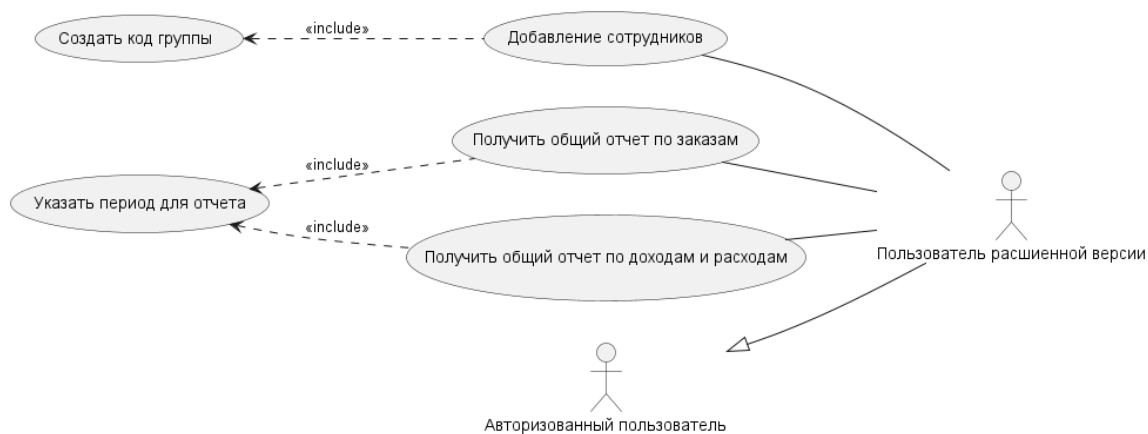 Создать код группы
«include»
Добавление сотрудников
Получить общий отчет по заказам
«include»
Указать период для отчета
«include»
Получить общий отчет по доходам и расходам
Пользователь расшиенной версии
Авторизованный пользователь